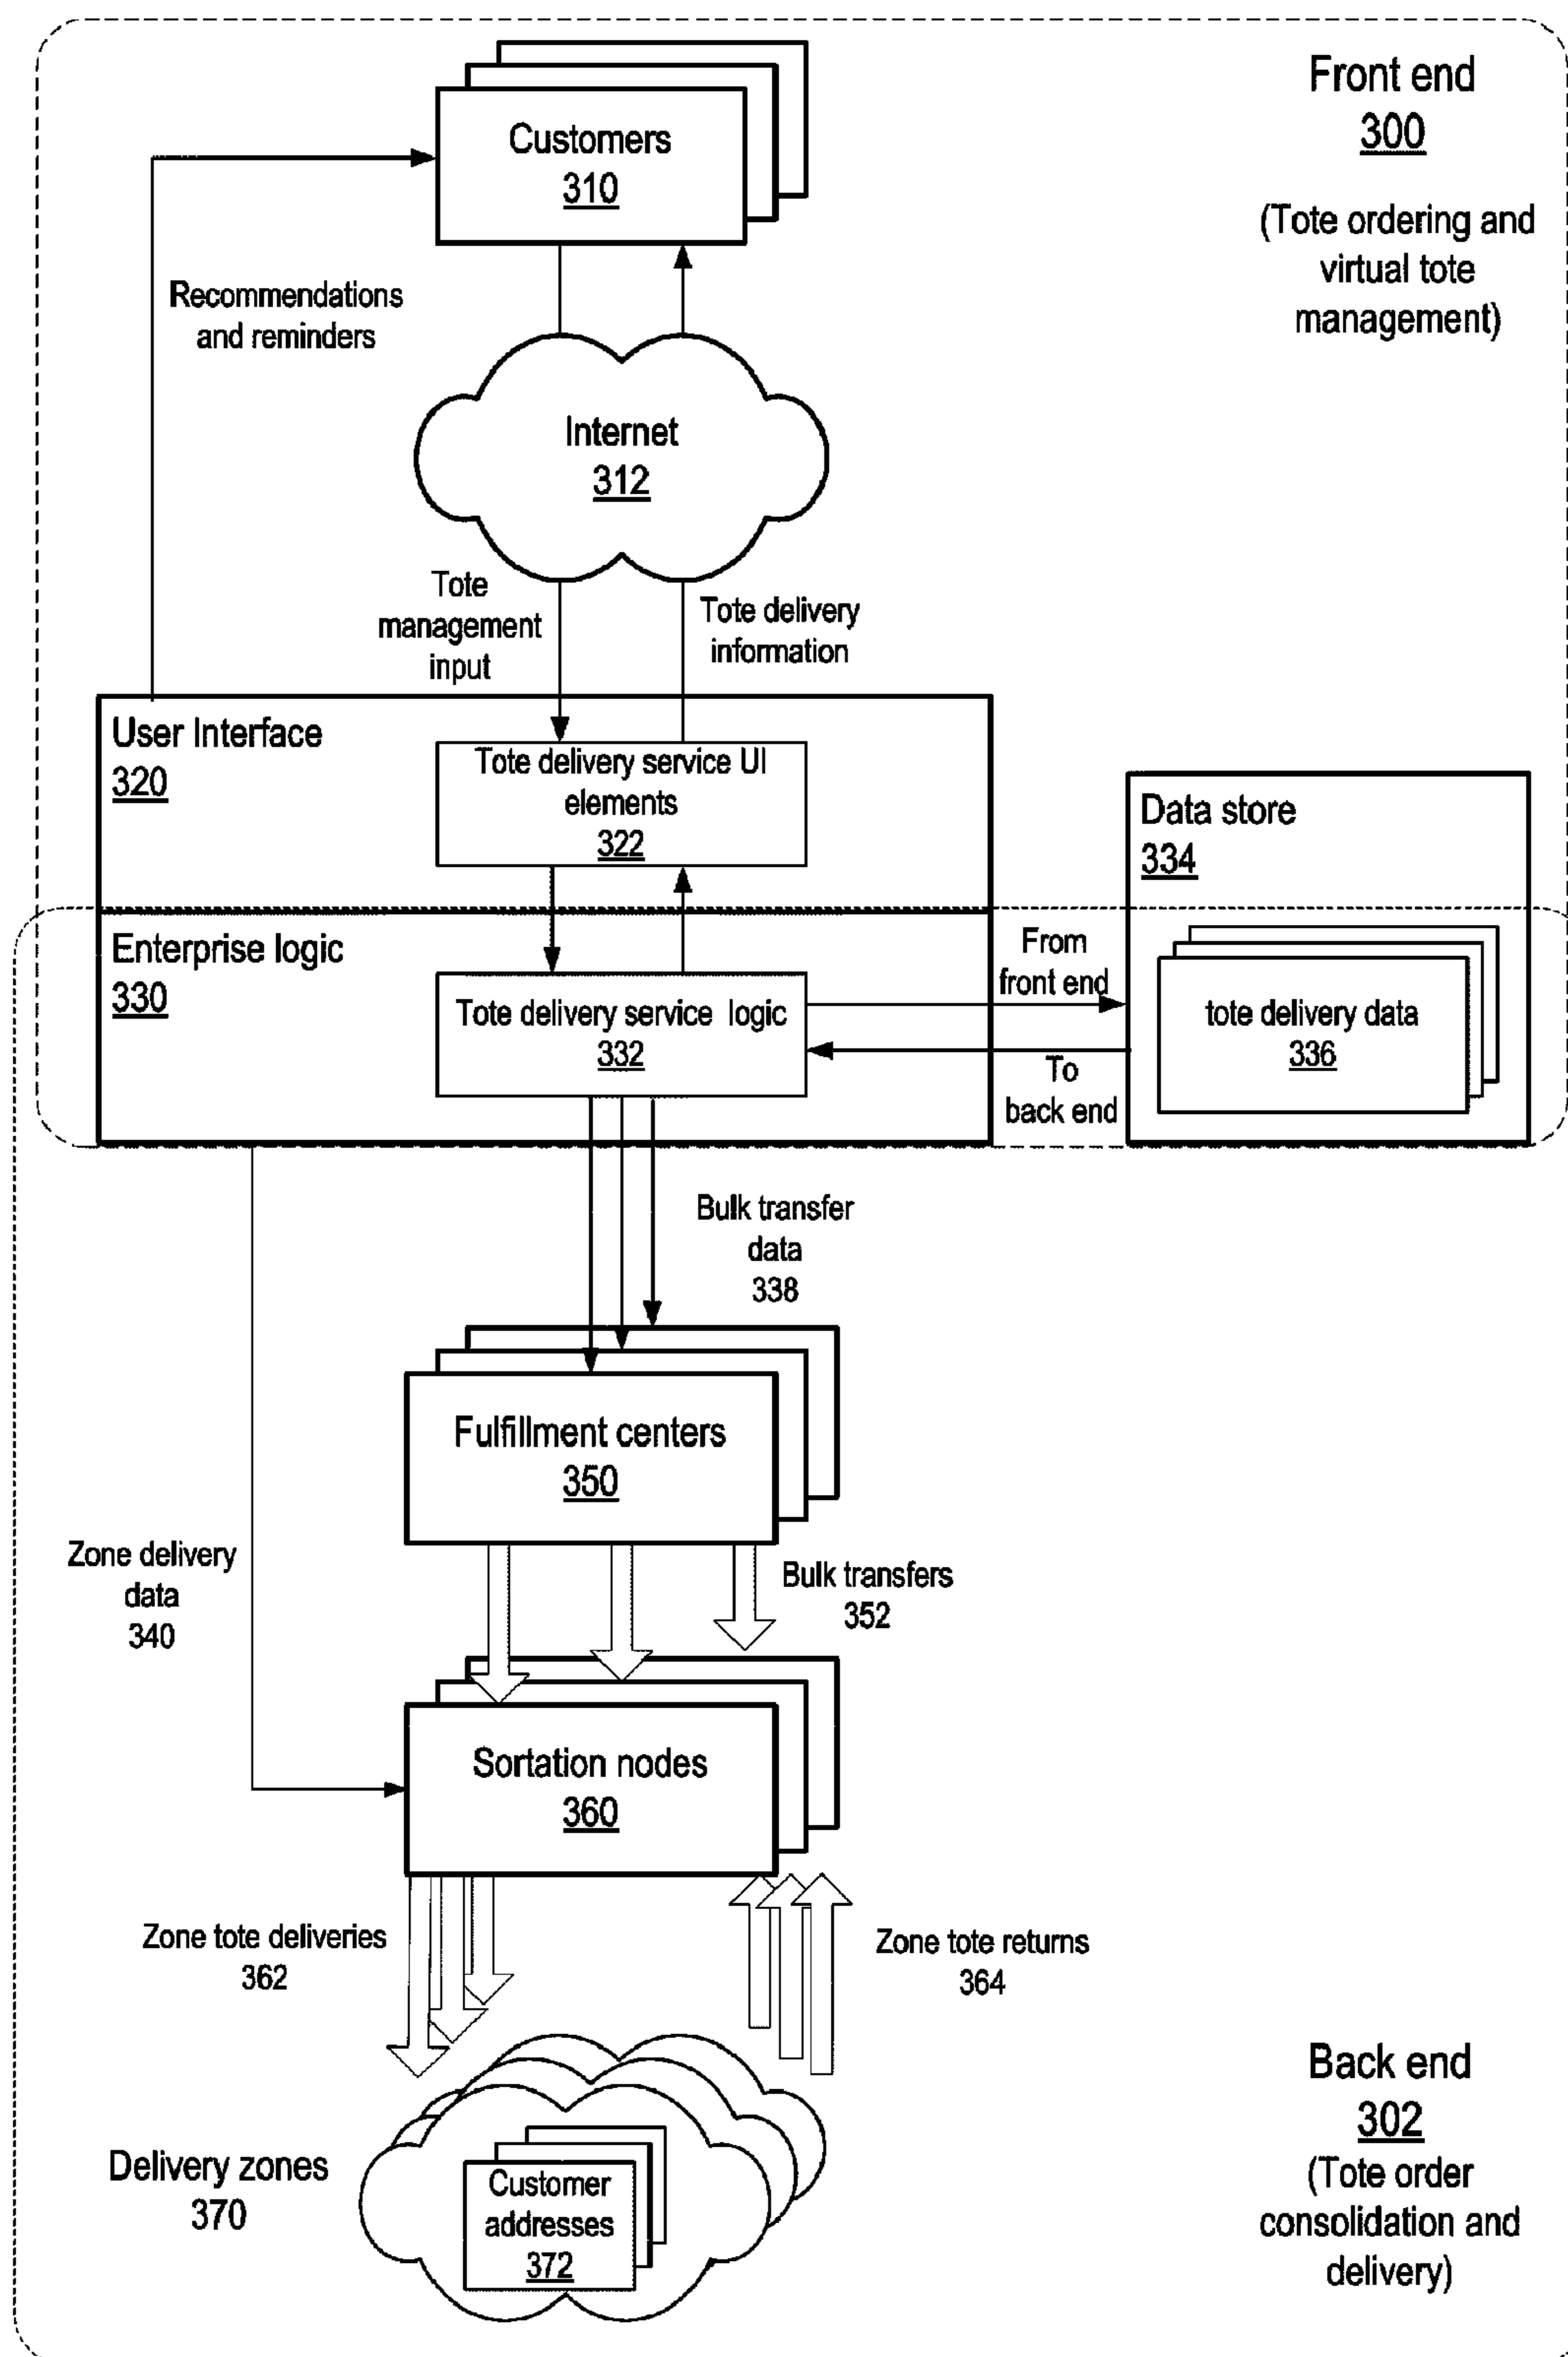 Front end
300
(Tote ordering and
virtual tote
management)
Customers
310
Recommendations
and reminders
Internet
312
Tote
management
input
Tote delivery
information
User Interface
320
Tote delivery service UI
elements
322
Data store
334
Enterprise logic
330
Tote delivery service logic
332
From
front end
To
back end
tote delivery data
336
Bulk transfer
data
338
Fulfillment centers
350
Zone delivery
data
340
Bulk transfers
352
Sortation nodes
360
Zone tote deliveries
362
Zone tote returns
364
Delivery zones
370
Customer
addresses
372
Back end
302
(Tote order
consolidation and
delivery)